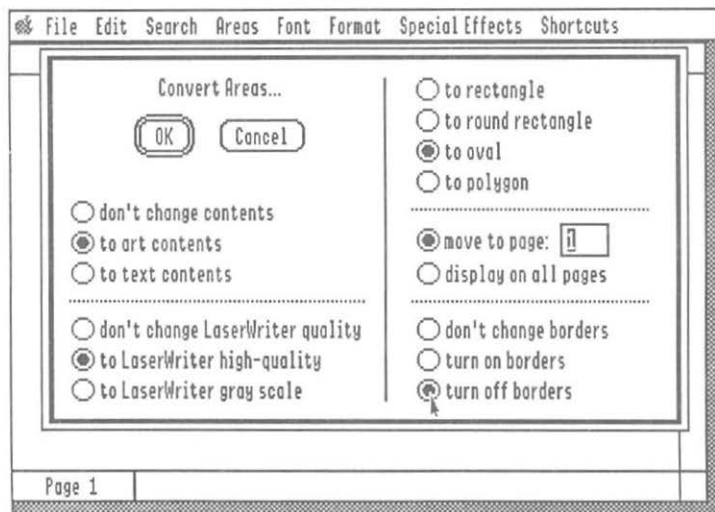 File Edit Search Areas Font Format Special Effects Shortcuts
Convert Areas...
OK Cancel
don't change contents
to art contents
to text contents
don't change LaserWriter quality
to LaserWriter high-quality
to LaserWriter gray scale
to rectangle
to round rectangle
to oval
to polygon
move to page: 1
display on all pages
don't change borders
turn on borders
turn off borders
Page 1